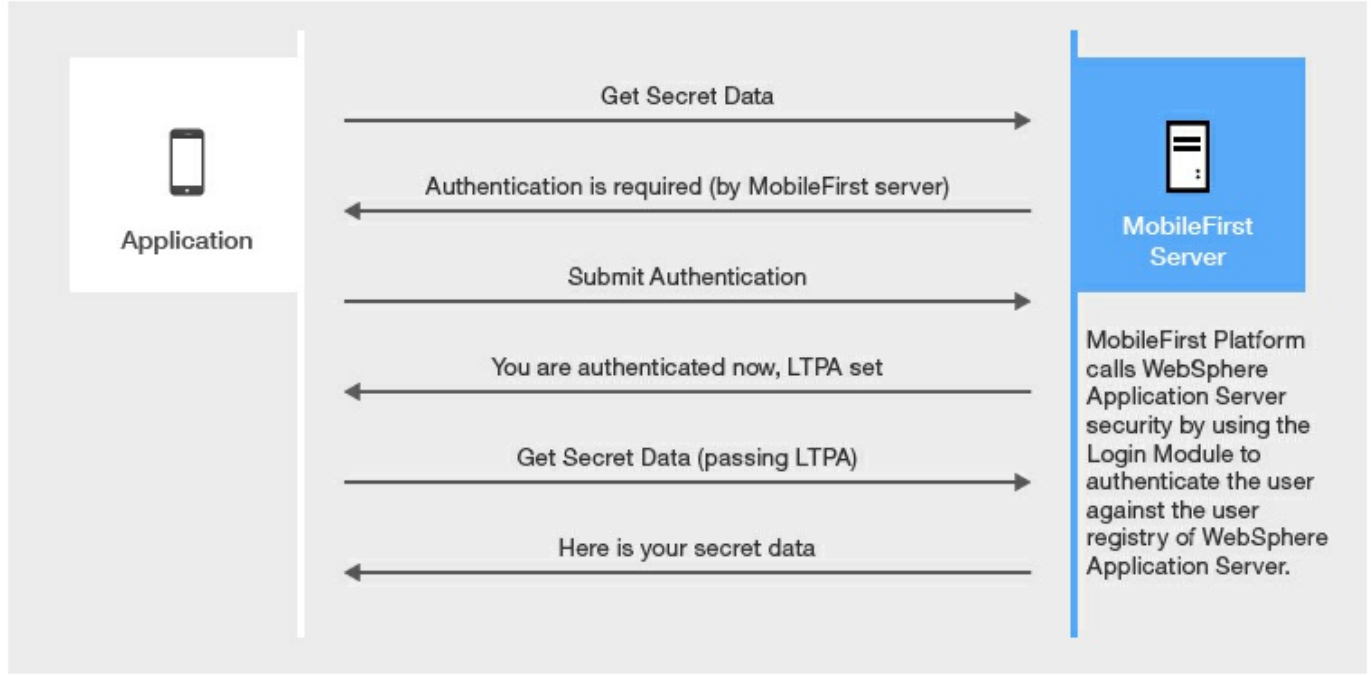 Get Secret Data
Authentication is required (by MobileFirst server)
Application
MobileFirst
Server
Submit Authentication
You are authenticated now, LTPA set
Get Secret Data (passing LTPA)
Here is your secret data
MobileFirst Platform
calls WebSphere
Application Server
security by using the
Login Module to
authenticate the user
against the user
registry of WebSphere
Application Server.